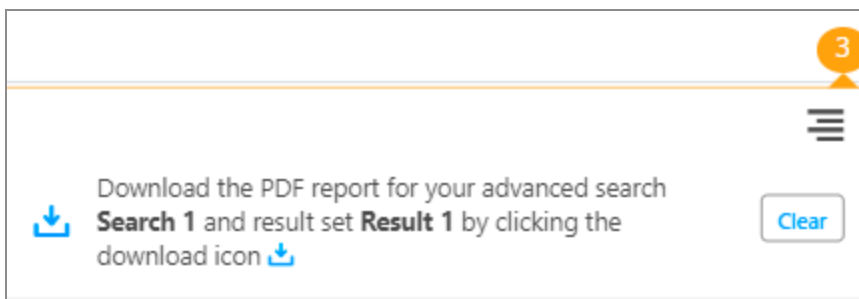 3
Download the PDF report for your advanced search
Search 1 and result set Result 1 by clicking the
download icon
Clear